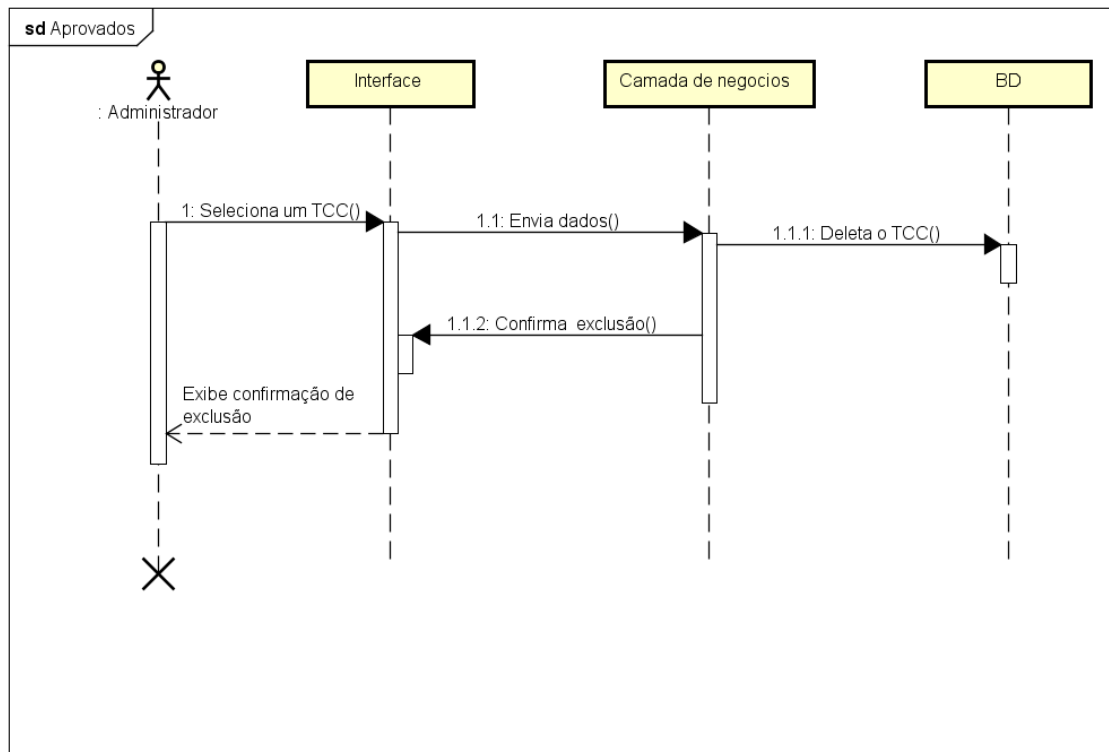 sd Aprovados
: Administrador
Interface
Camada de negocios
BD
1: Seleciona um TCC()
1.1: Envia dados()
1.1.1: Deleta o TCC()
1.1.2: Confirma  exclusão()
Exibe confirmação de
exclusão